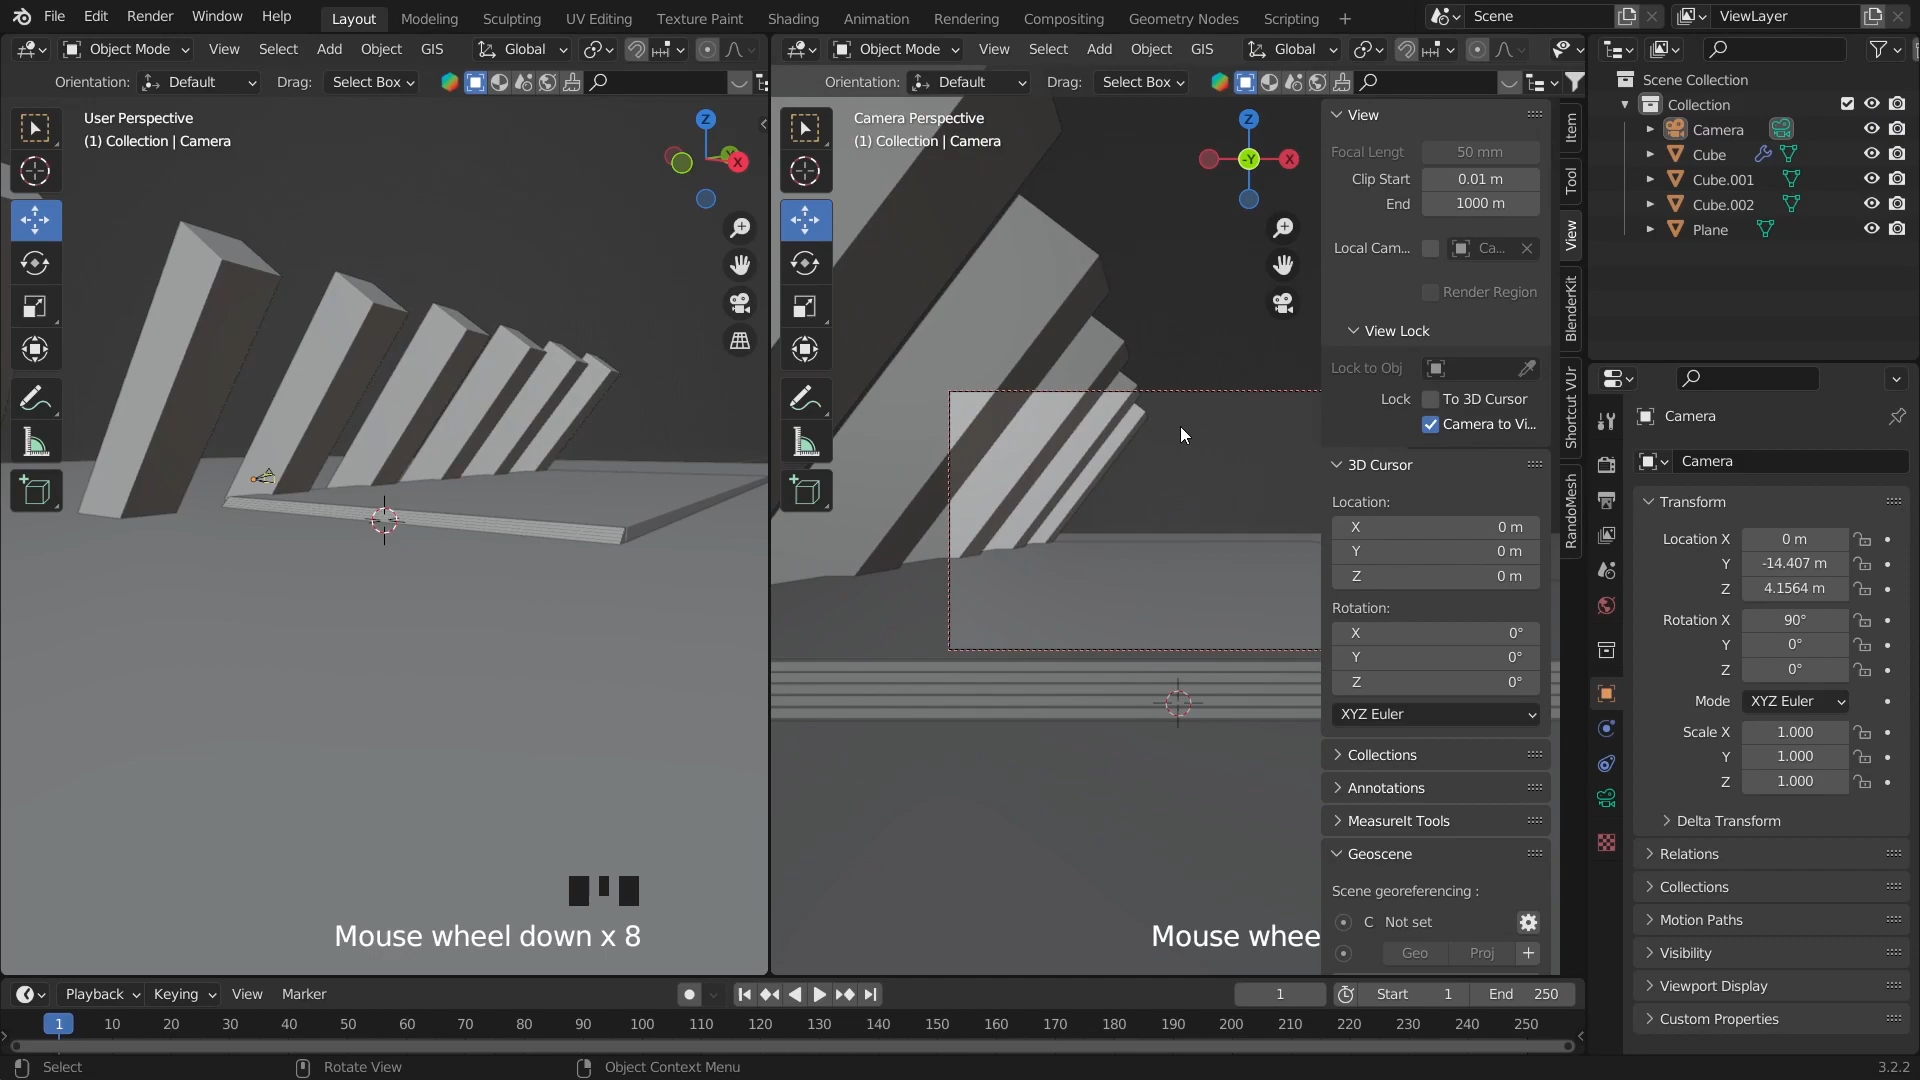 File Edit Render Window Help Layout Modeling Sculpting UV Editing Texture Paint Shading Animation Rendering Compositing Geometry Nodes Scripting + Scene ViewLayer
Object Mode View Select Add Object GIS Global
Object Mode View Select Add Object GIS Global
Orientation: Default Drag: Select Box
Orientation: Default Drag: Select Box
User Perspective
(1) Collection | Camera
Z
X
Camera Perspective
(1) Collection | Camera
Z
-Y
X
View
Focal Lengt 50 mm
Clip Start 0.01 m
End 1000 m
Local Cam... Ca...
Render Region
View Lock
Lock to Obj
Lock To 3D Cursor
Camera to Vi...
3D Cursor
Location:
X 0 m
Y 0 m
Z 0 m
Rotation:
X 0°
Y 0°
Z 0°
XYZ Euler
Collections
Annotations
MeasureIt Tools
Geoscene
Scene georeferencing :
C Not set
Geo Proj +
Item
Tool
View
BlenderKit
Shortcut VUr
RandoMesh
Scene Collection
Collection
Camera
Cube
Cube.001
Cube.002
Plane
Camera
Camera
Transform
Location X 0 m
Y -14.407 m
Z 4.1564 m
Rotation X 90°
Y 0°
Z 0°
Mode XYZ Euler
Scale X 1.000
Y 1.000
Z 1.000
Delta Transform
Relations
Collections
Motion Paths
Visibility
Viewport Display
Custom Properties
Mouse wheel down x 8
Mouse whee
Playback Keying View Marker 1 Start 1 End 250
1 10 20 30 40 50 60 70 80 90 100 110 120 130 140 150 160 170 180 190 200 210 220 230 240 250
Select Rotate View Object Context Menu 3.2.2